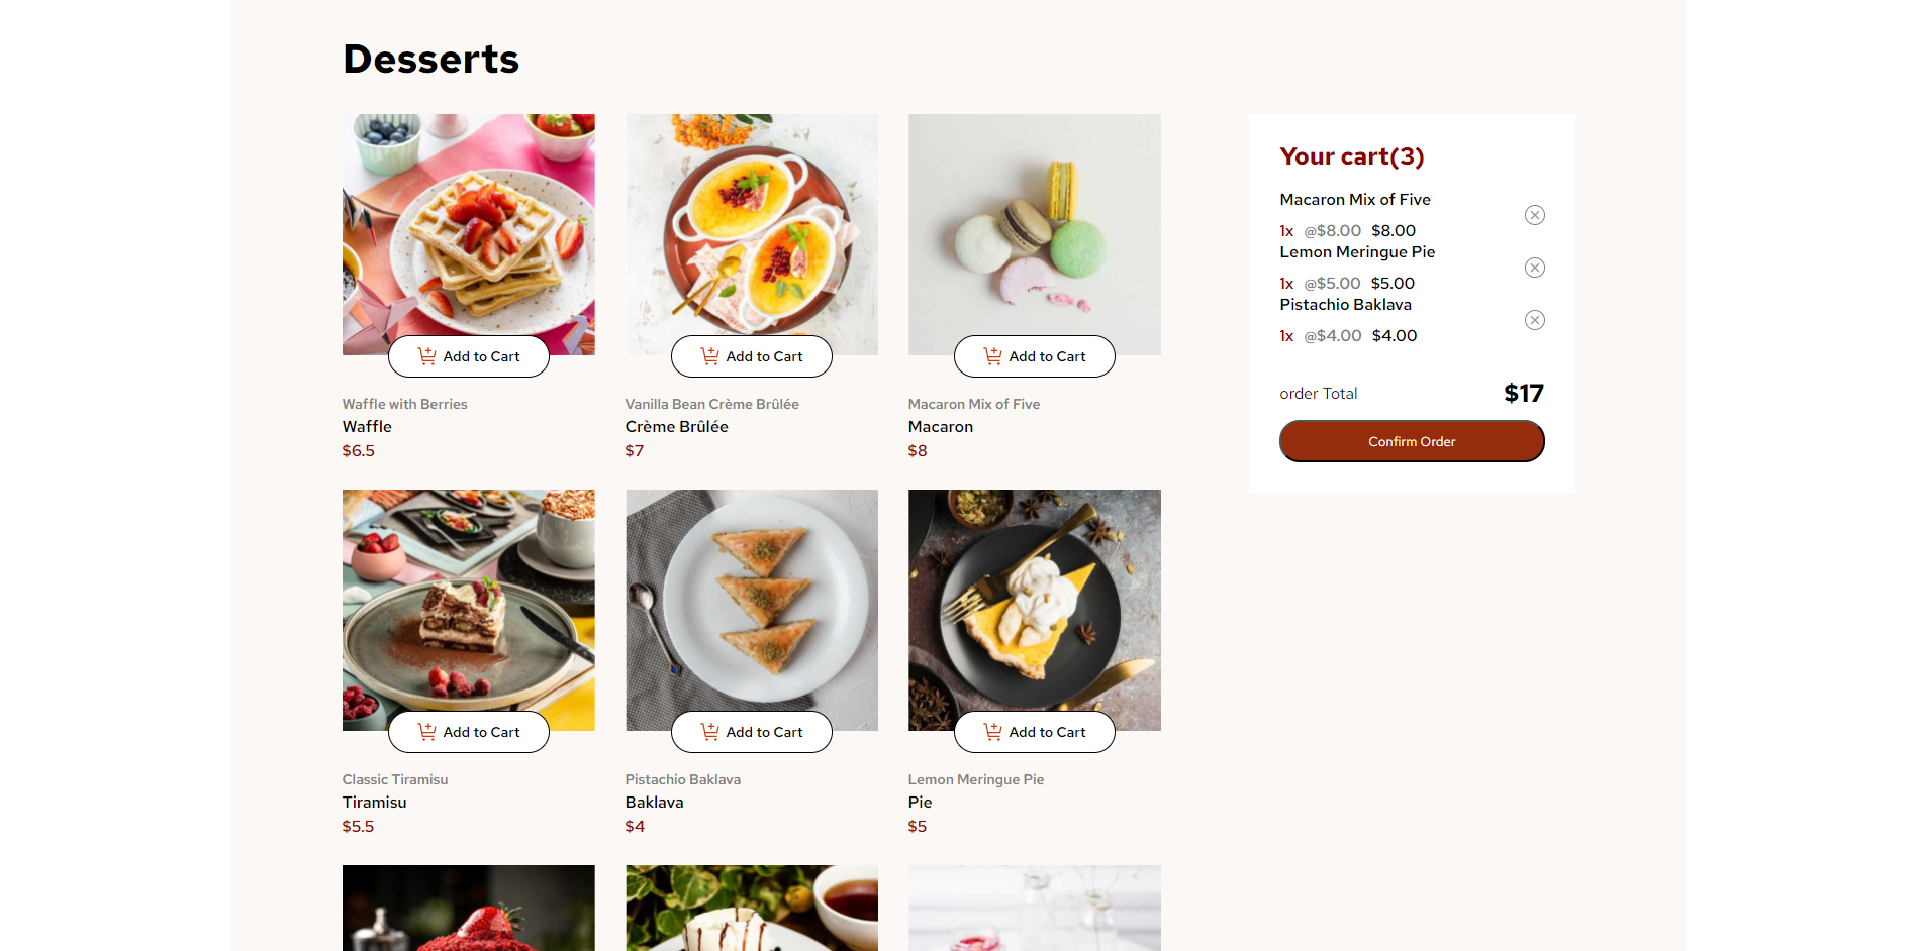 Desserts
Add to Cart
Add to Cart
Add to Cart
Waffle with Berries
Waffle
$6.5
Vanilla Bean Crème Brûlée
Crème Brûlée
$7
Macaron Mix of Five
Macaron
$8
Add to Cart
Add to Cart
Add to Cart
Classic Tiramisu
Tiramisu
$5.5
Pistachio Baklava
Baklava
$4
Lemon Meringue Pie
Pie
$5
Your cart(3)
Macaron Mix of Five
1x @$8.00 $8.00
Lemon Meringue Pie
1x @$5.00 $5.00
Pistachio Baklava
1x @$4.00 $4.00
order Total $17
Confirm Order